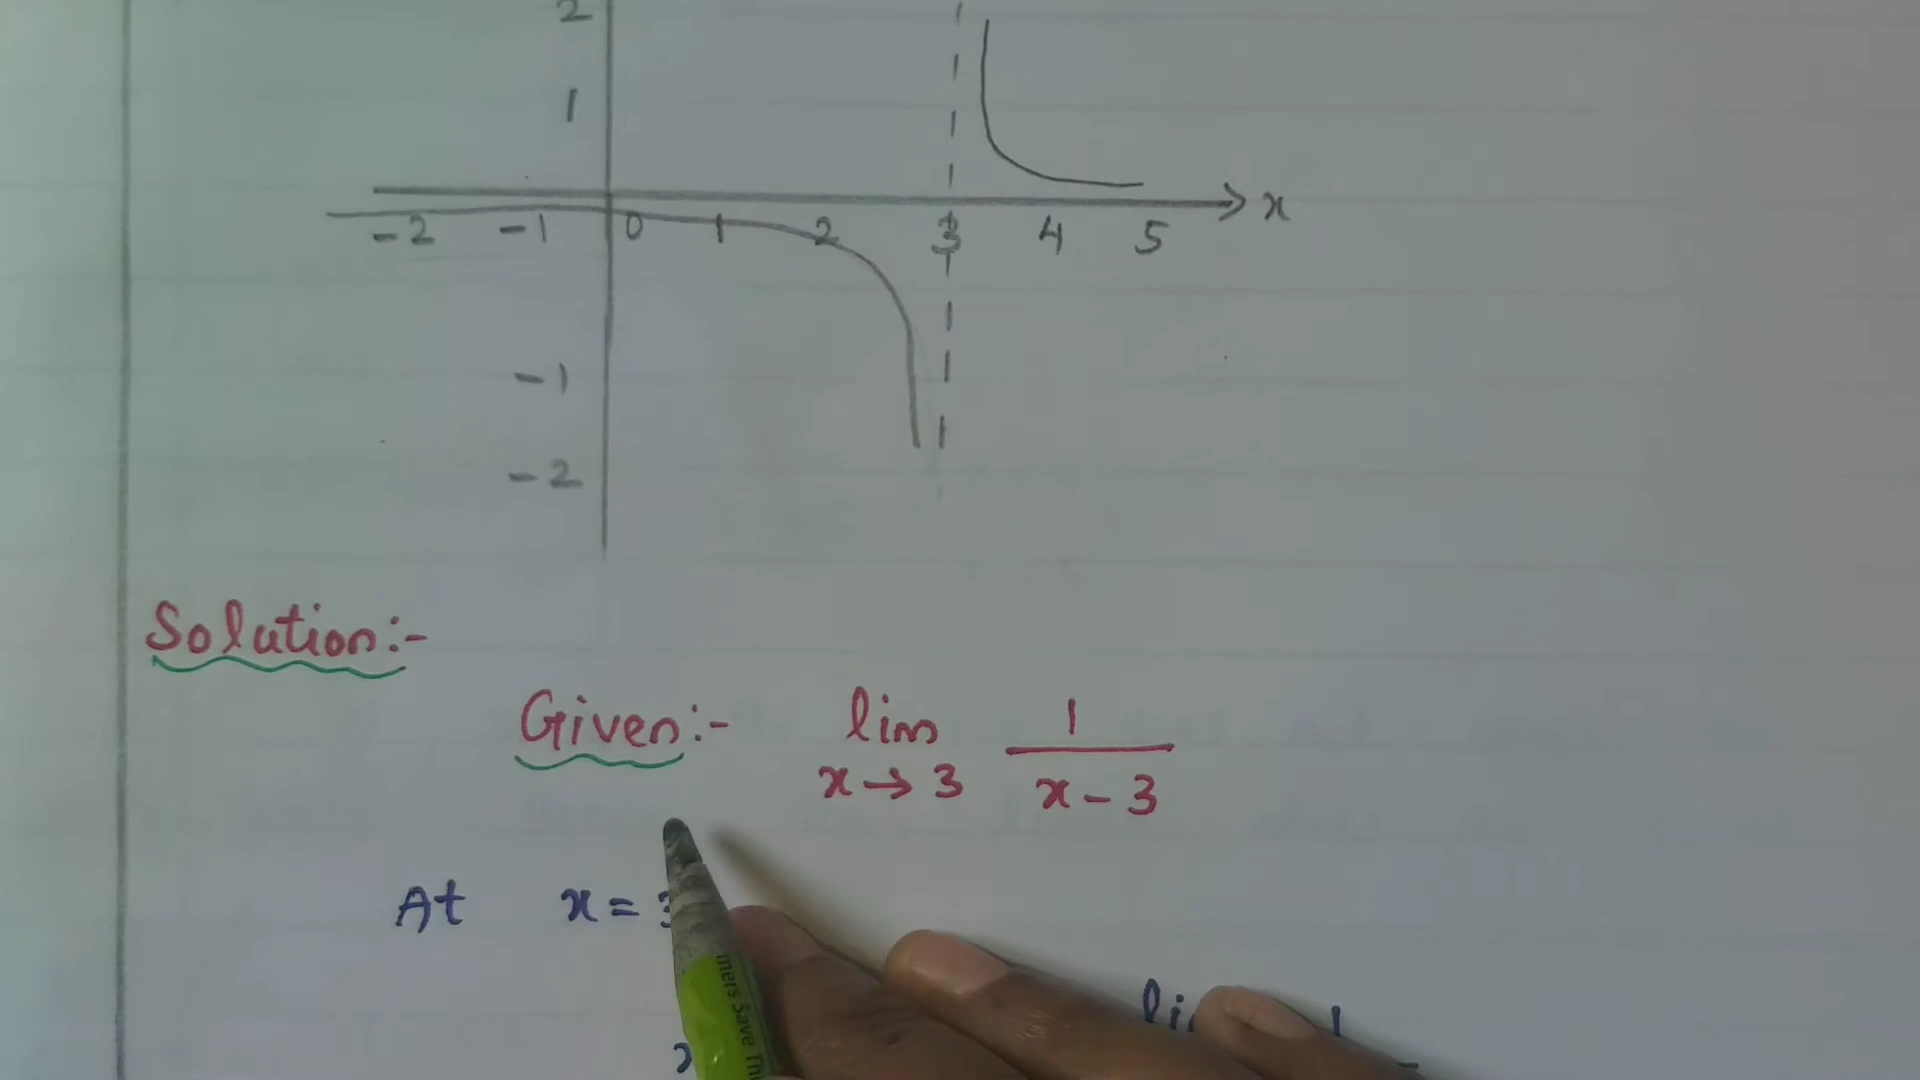 2
1
x
-2 -1 0 1 2 3 4 5
-1
-2
Solution:-
Given:- lim x→3 1/(x-3)
At x = 3